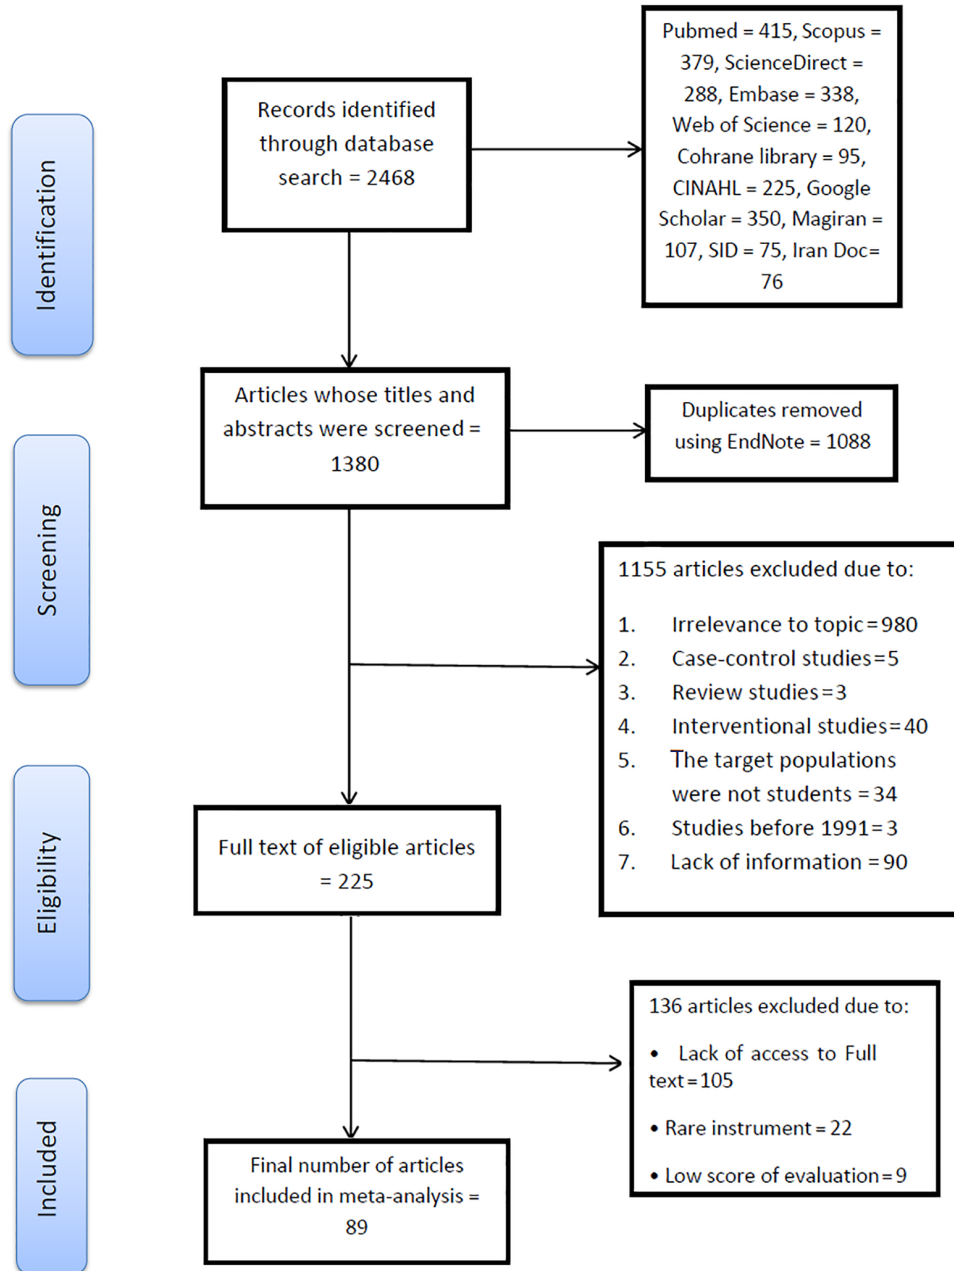 Identification
Records identified
through database
search = 2468
Pubmed = 415, Scopus =
379, ScienceDirect =
288, Embase = 338,
Web of Science = 120,
Cohrane library = 95,
CINAHL = 225, Google
Scholar = 350, Magiran =
107, SID = 75, Iran Doc=
76
Screening
Articles whose titles and
abstracts were screened =
1380
Duplicates removed
using EndNote = 1088
1155 articles excluded due to:
1. Irrelevance to topic=980
2. Case-control studies=5
3. Review studies=3
4. Interventional studies=40
5. The target populations
were not students = 34
6. Studies before 1991=3
7. Lack of information = 90
Eligibility
Full text of eligible articles
= 225
136 articles excluded due to:
• Lack of access to Full
text=105
• Rare instrument = 22
• Low score of evaluation=9
Included
Final number of articles
included in meta-analysis =
89